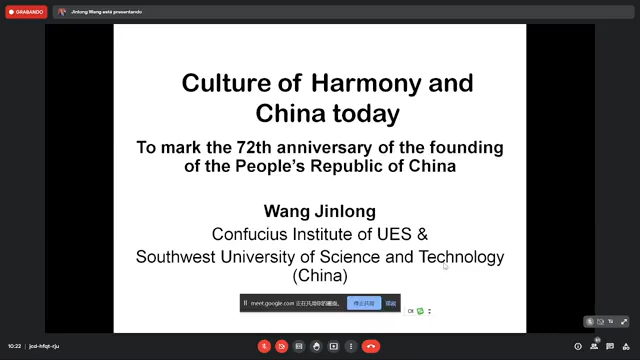 GRABANDO
Jinlong Wang está presentando
Culture of Harmony and
China today
To mark the 72th anniversary of the founding
of the People's Republic of China
Wang Jinlong
Confucius Institute of UES &
Southwest University of Science and Technology
(China)
meet.google.com 正在共享你的画面。 停止共享 隐藏
10:22 jcd-hfqt-rju